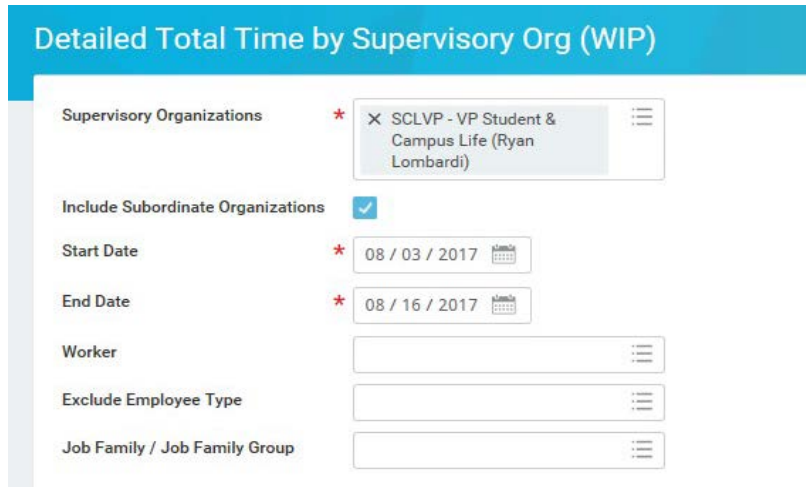 Detailed Total Time by Supervisory Org (WIP)
Supervisory Organizations * × SCLVP - VP Student &
Campus Life (Ryan
Lombardi)
Include Subordinate Organizations
Start Date * 08 / 03 / 2017
End Date * 08 / 16 / 2017
Worker
Exclude Employee Type
Job Family / Job Family Group